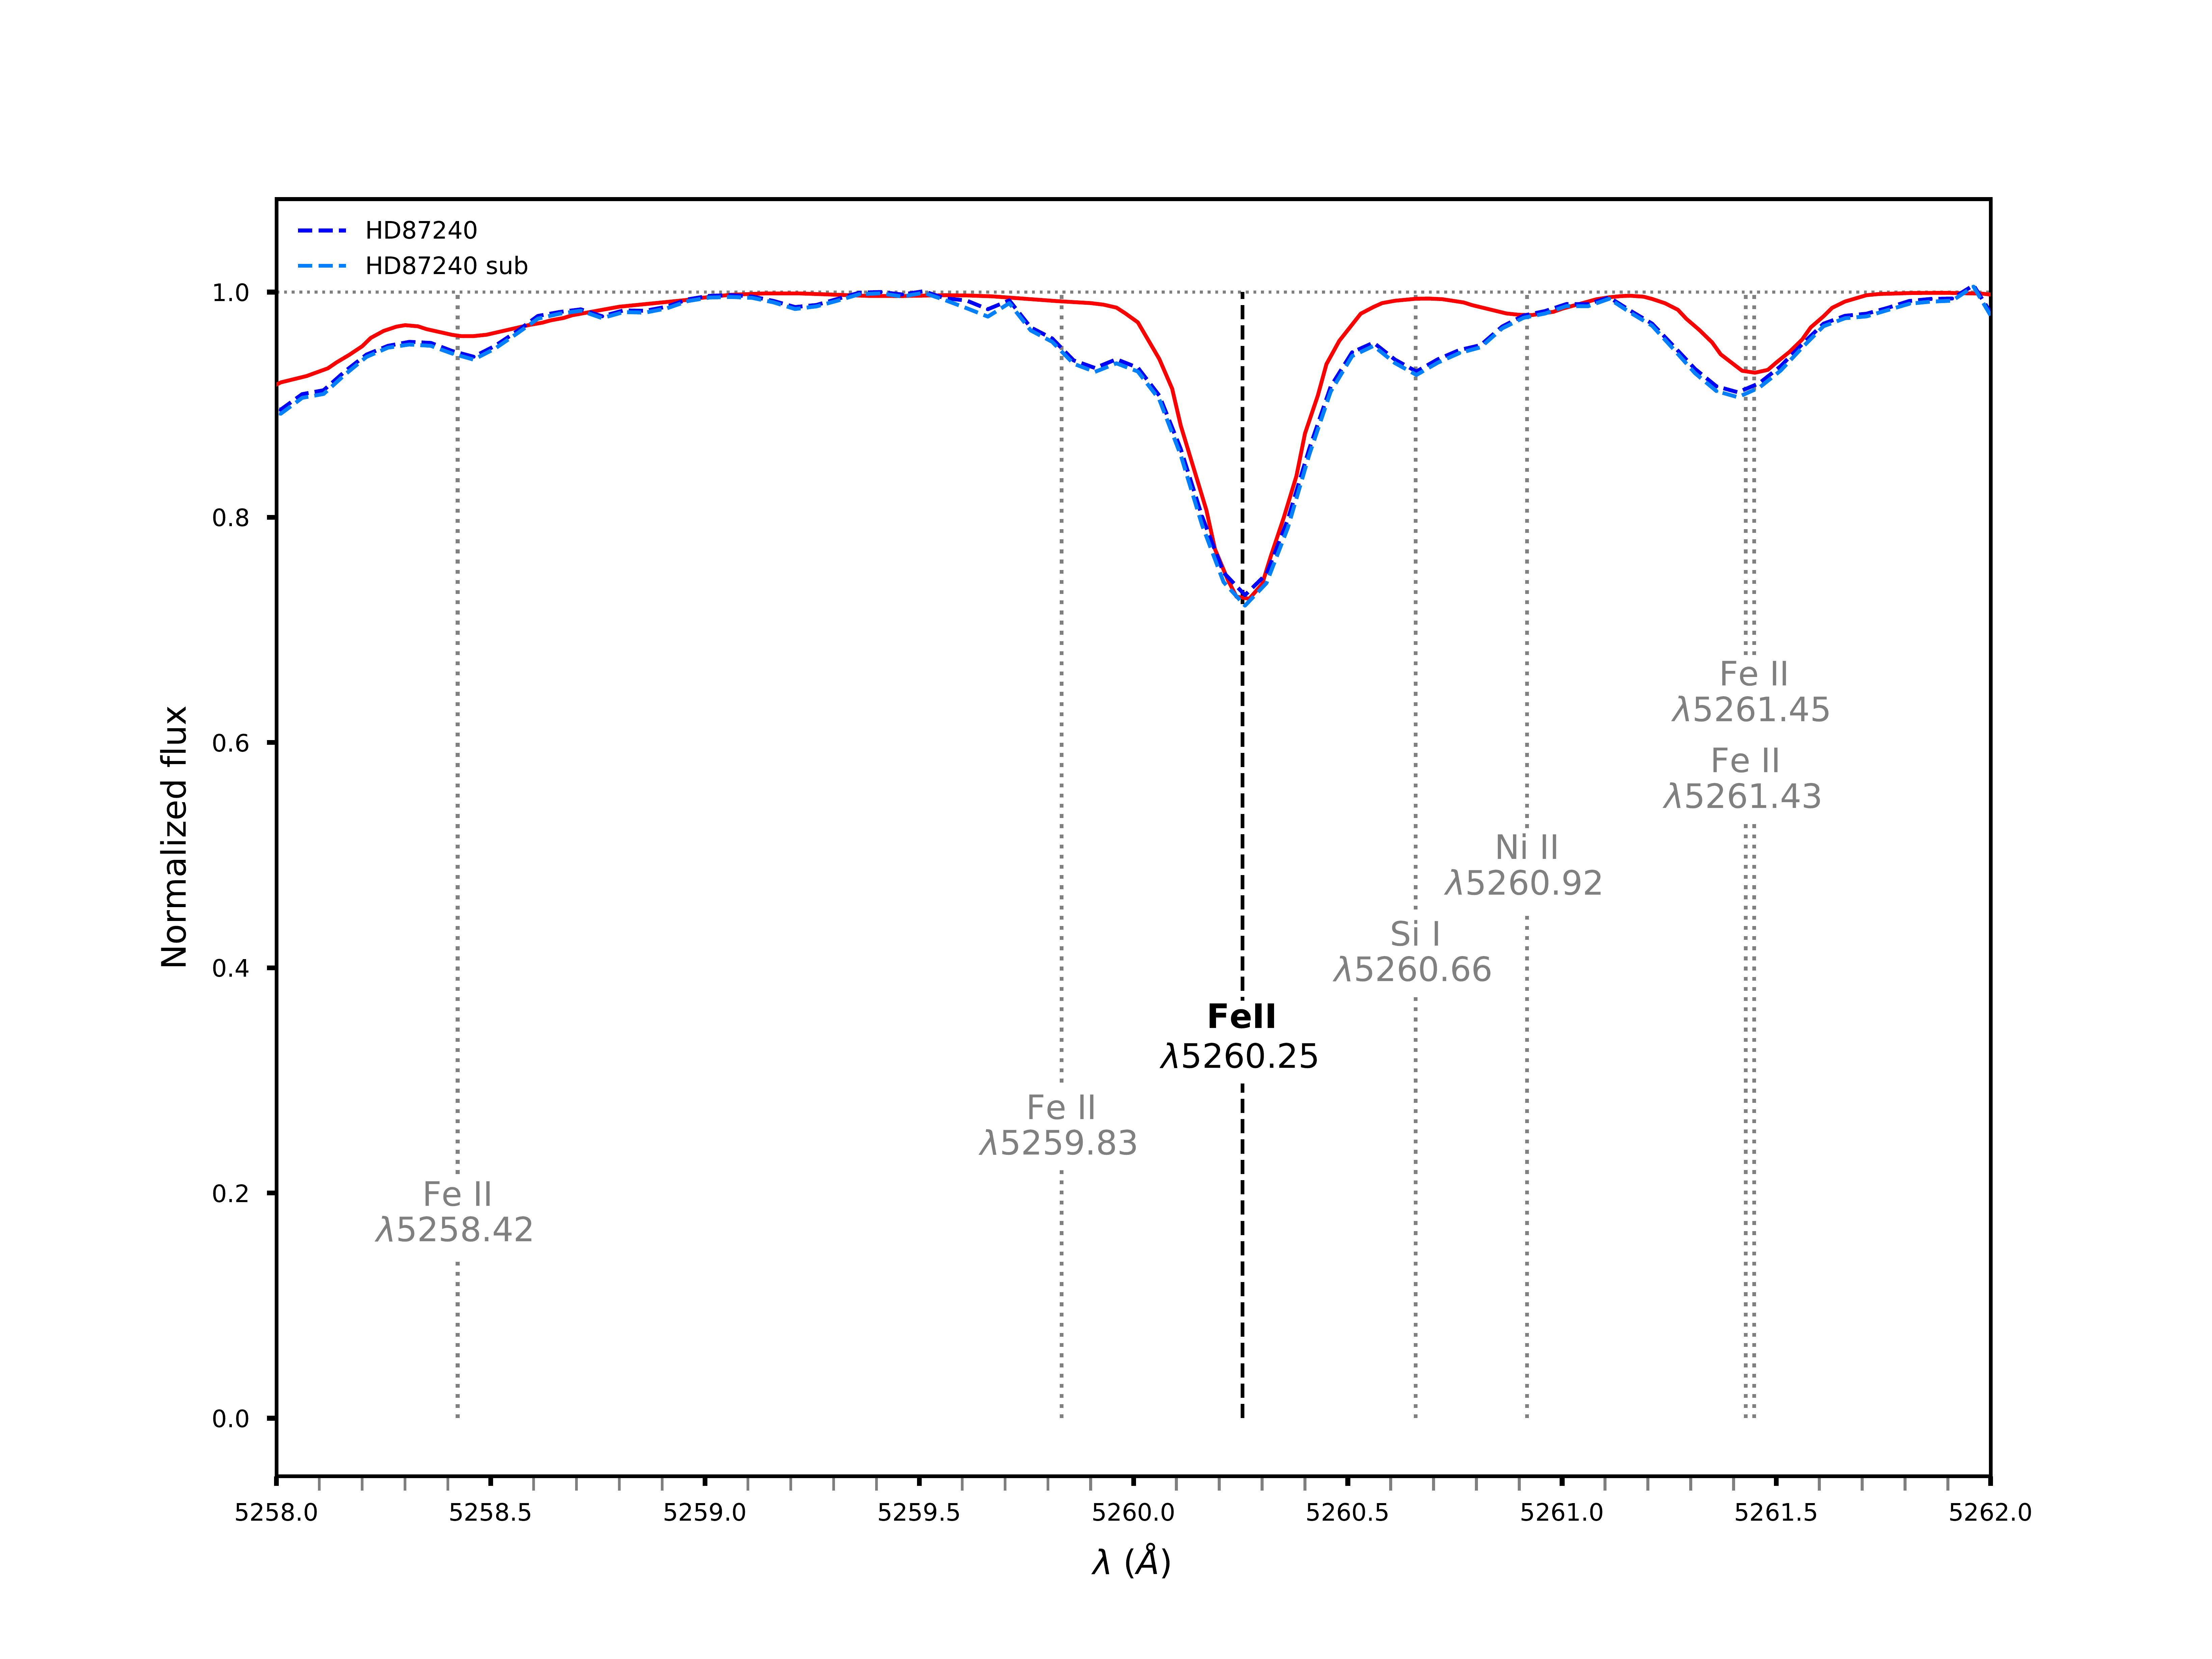 HD87240
HD87240 sub
1.0
0.8
0.6
0.4
0.2
0.0
Normalized flux
Fe II
λ5261.45
Fe II
λ5261.43
Ni II
λ5260.92
Si I
λ5260.66
FeII
λ5260.25
Fe II
λ5259.83
Fe II
λ5258.42
5258.0 5258.5 5259.0 5259.5 5260.0 5260.5 5261.0 5261.5 5262.0
λ (Å)